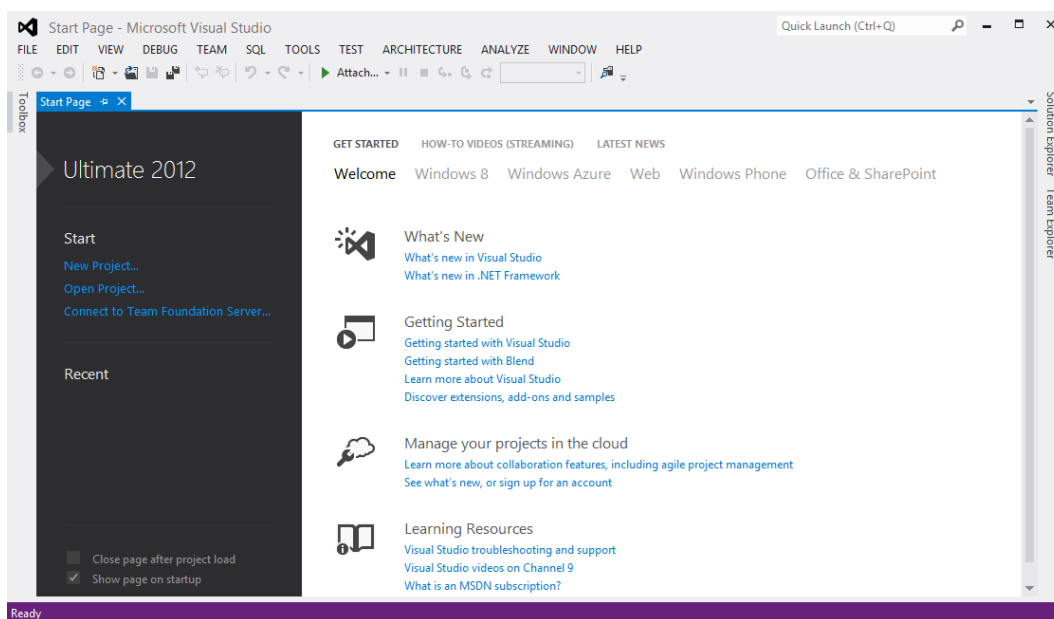 Start Page - Microsoft Visual Studio
Quick Launch (Ctrl+Q)
FILE EDIT VIEW DEBUG TEAM SQL TOOLS TEST ARCHITECTURE ANALYZE WINDOW HELP
Attach...
Toolbox
Start Page
Solution Explorer
Team Explorer
Ultimate 2012
Start
New Project...
Open Project...
Connect to Team Foundation Server...
Recent
Close page after project load
Show page on startup
GET STARTED HOW-TO VIDEOS (STREAMING) LATEST NEWS
Welcome Windows 8 Windows Azure Web Windows Phone Office & SharePoint
What's New
What's new in Visual Studio
What's new in .NET Framework
Getting Started
Getting started with Visual Studio
Getting started with Blend
Learn more about Visual Studio
Discover extensions, add-ons and samples
Manage your projects in the cloud
Learn more about collaboration features, including agile project management
See what's new, or sign up for an account
Learning Resources
Visual Studio troubleshooting and support
Visual Studio videos on Channel 9
What is an MSDN subscription?
Ready